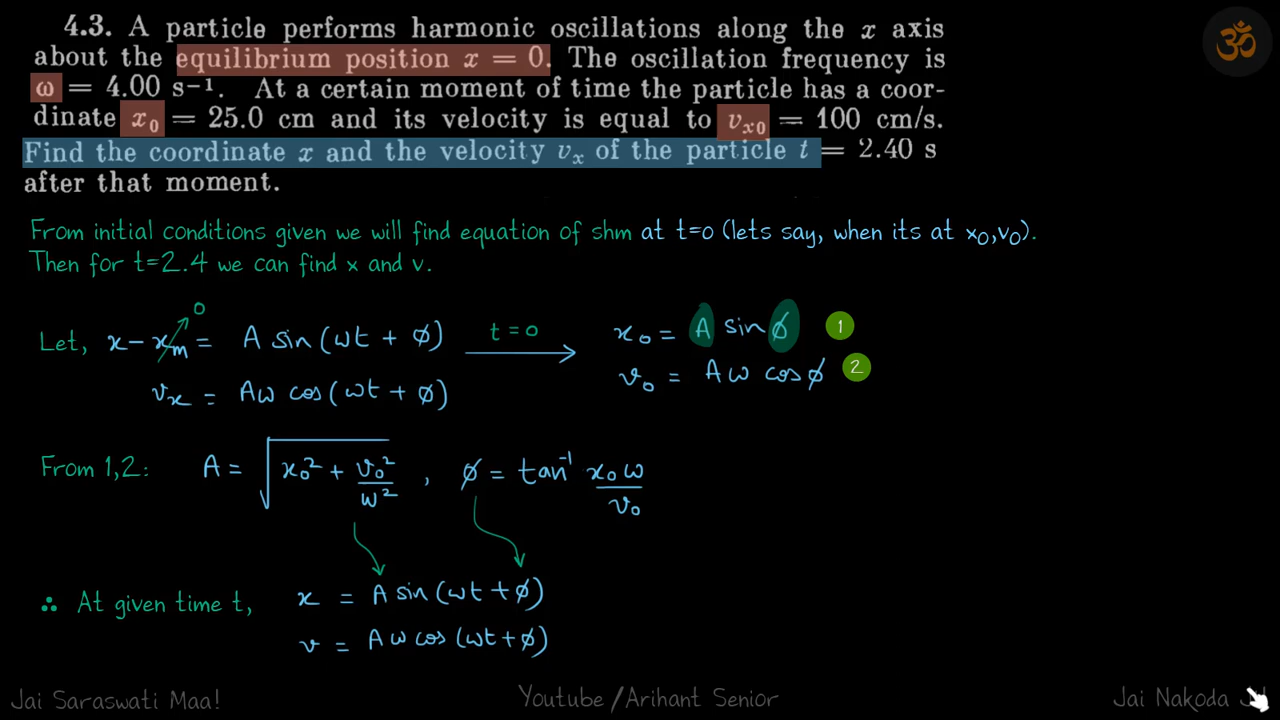 4.3. A particle performs harmonic oscillations along the x axis
about the equilibrium position x = 0. The oscillation frequency is
ω = 4.00 s⁻¹. At a certain moment of time the particle has a coor-
dinate x₀ = 25.0 cm and its velocity is equal to vₓ₀ = 100 cm/s.
Find the coordinate x and the velocity vₓ of the particle t = 2.40 s
after that moment.
From initial conditions given we will find equation of shm at t=0 (lets say, when its at x₀,v₀).
Then for t=2.4 we can find x and v.
0
Let, x - xₘ = A sin (ωt + φ) t = 0 x₀ = A sin φ 1
vₓ = Aω cos (ωt + φ) v₀ = Aω cos φ 2
From 1,2: A = √(x₀² + v₀²/ω²) , φ = tan⁻¹ x₀ω/v₀
∴ At given time t, x = A sin (ωt + φ)
v = Aω cos (ωt + φ)
Jai Saraswati Maa! Youtube /Arihant Senior Jai Nakoda Ji
ॐ